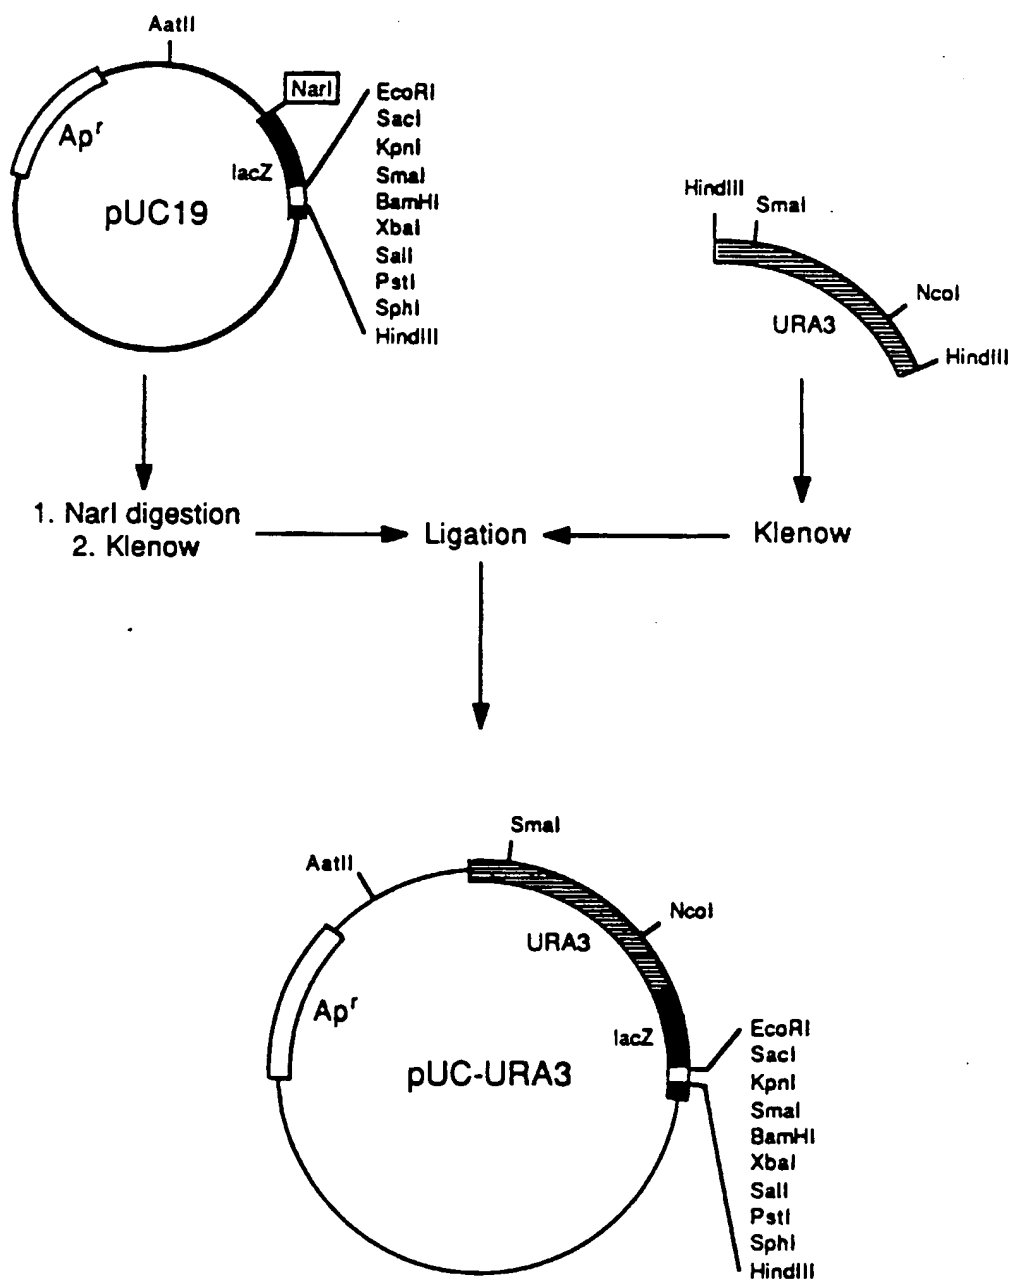 AatII
NarI
Apʳ
lacZ
pUC19
EcoRI
SacI
KpnI
SmaI
BamHI
XbaI
SalI
PstI
SphI
HindIII
HindIII
SmaI
NcoI
URA3
HindIII
1. NarI digestion
2. Klenow
Ligation
Klenow
SmaI
AatII
NcoI
URA3
Apʳ
lacZ
pUC-URA3
EcoRI
SacI
KpnI
SmaI
BamHI
XbaI
SalI
PstI
SphI
HindIII